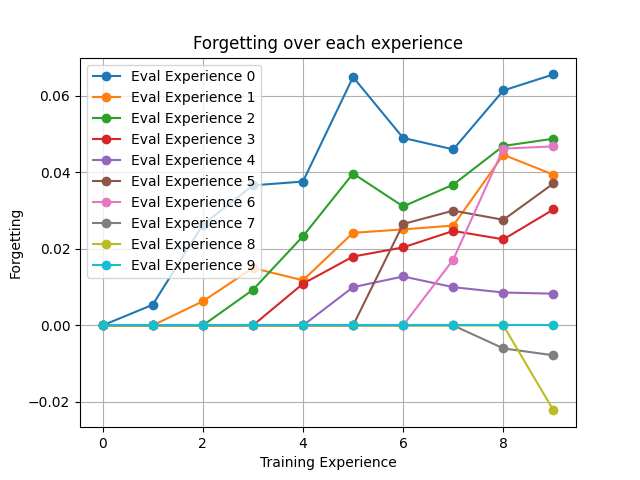 Forgetting over each experience
Eval Experience 0
Eval Experience 1
Eval Experience 2
Eval Experience 3
Eval Experience 4
Eval Experience 5
Eval Experience 6
Eval Experience 7
Eval Experience 8
Eval Experience 9
Forgetting
0.06
0.04
0.02
0.00
−0.02
0
2
4
6
8
Training Experience